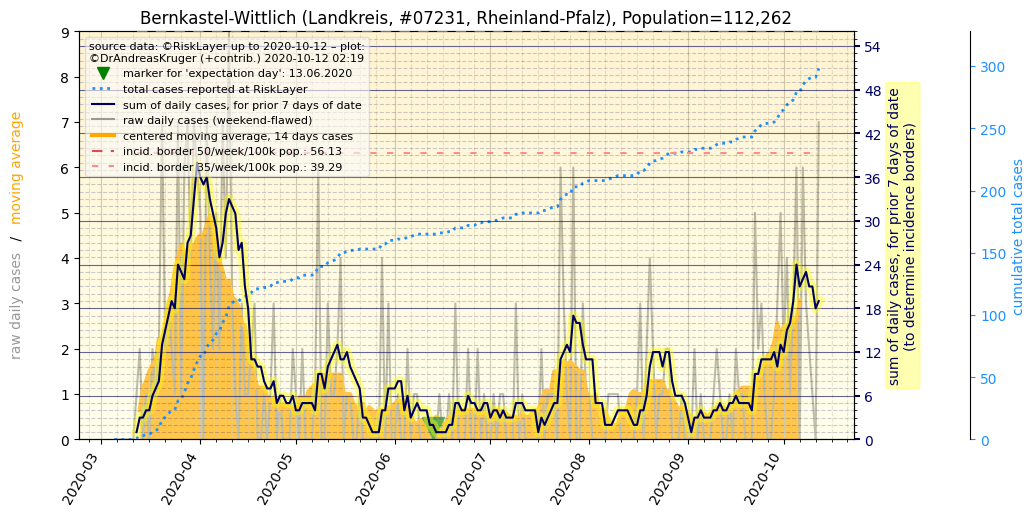 Bernkastel-Wittlich (Landkreis, #07231, Rheinland-Pfalz), Population=112,262
source data: ©RiskLayer up to 2020-10-12 – plot:
©DrAndreasKruger (+contrib.) 2020-10-12 02:19
marker for 'expectation day': 13.06.2020
total cases reported at RiskLayer
sum of daily cases, for prior 7 days of date
raw daily cases (weekend-flawed)
centered moving average, 14 days cases
incid. border 50/week/100k pop.: 56.13
incid. border 35/week/100k pop.: 39.29
raw daily cases / moving average
9
8
7
6
5
4
3
2
1
0
54
48
42
36
30
24
18
12
6
0
sum of daily cases, for prior 7 days of date
(to determine incidence borders)
300
250
200
150
100
50
0
cumulative total cases
2020-03
2020-04
2020-05
2020-06
2020-07
2020-08
2020-09
2020-10